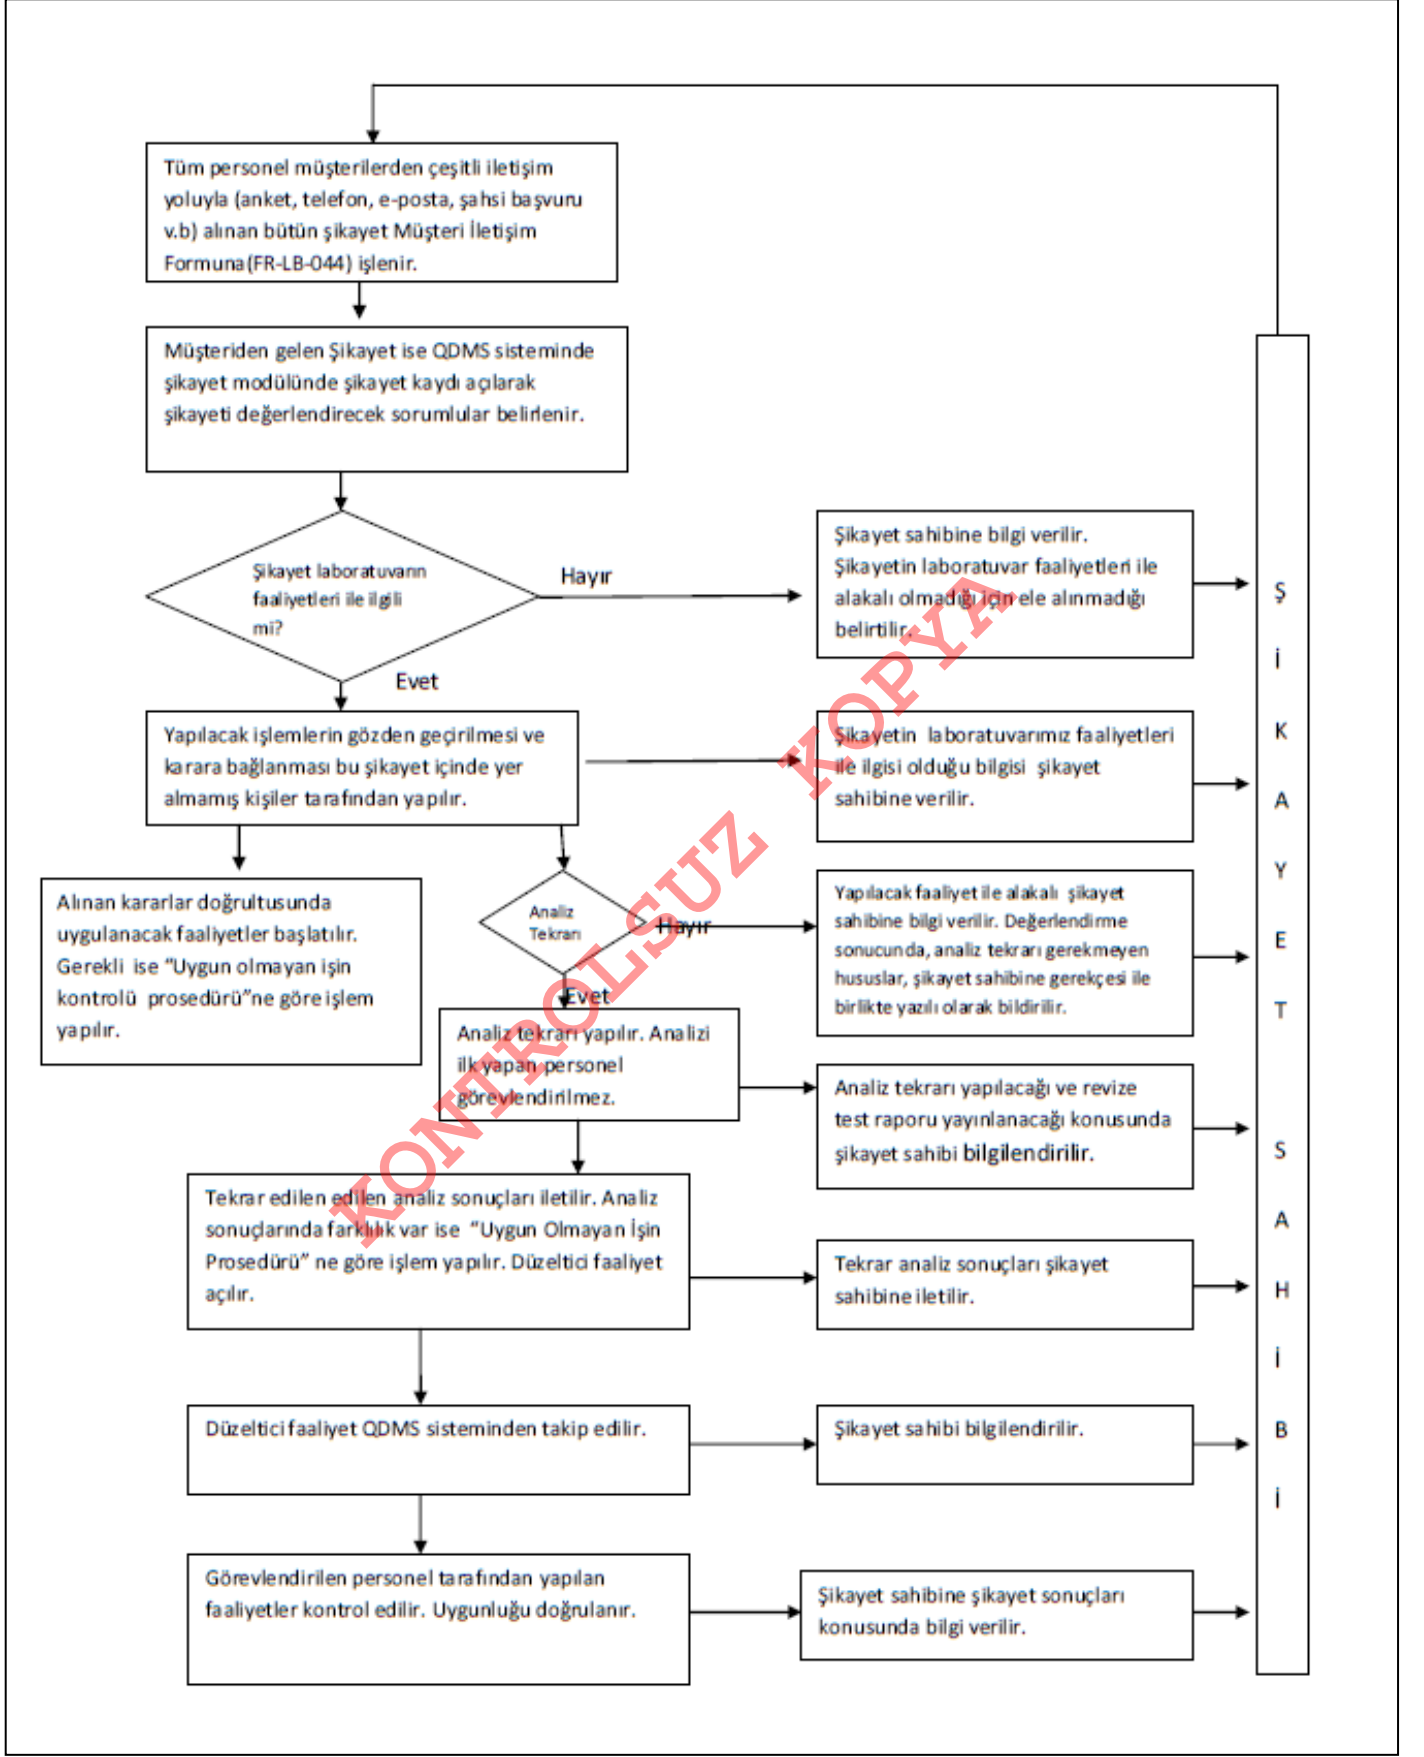 Tüm personel müşterilerden çeşitli iletişim
yoluyla (anket, telefon, e-posta, şahsi başvuru
v.b) alınan bütün şikayet Müşteri İletişim
Formuna(FR-LB-044) işlenir.
Müşteriden gelen Şikayet ise QDMS sisteminde
şikayet modülünde şikayet kaydı açılarak
şikayeti değerlendirecek sorumlular belirlenir.
Şikayet laboratuvarın
faaliyetleri ile ilgili
mi?
Hayır
Şikayet sahibine bilgi verilir.
Şikayetin laboratuvar faaliyetleri ile
alakalı olmadığı için ele alınmadığı
belirtilir.
Evet
Yapılacak işlemlerin gözden geçirilmesi ve
karara bağlanması bu şikayet içinde yer
almamış kişiler tarafından yapılır.
Şikayetin laboratuvarımız faaliyetleri
ile ilgisi olduğu bilgisi şikayet
sahibine verilir.
Alınan kararlar doğrultusunda
uygulanacak faaliyetler başlatılır.
Gerekli ise “Uygun olmayan işin
kontrolü prosedürü”ne göre işlem
yapılır.
Analiz
Tekrarı
Hayır
Yapılacak faaliyet ile alakalı şikayet
sahibine bilgi verilir. Değerlendirme
sonucunda, analiz tekrarı gerekmeyen
hususlar, şikayet sahibine gerekçesi ile
birlikte yazılı olarak bildirilir.
Evet
Analiz tekrarı yapılır. Analizi
ilk yapan personel
görevlendirilmez.
Analiz tekrarı yapılacağı ve revize
test raporu yayınlanacağı konusunda
şikayet sahibi bilgilendirilir.
Tekrar edilen edilen analiz sonuçları iletilir. Analiz
sonuçlarında farklılık var ise “Uygun Olmayan İşin
Prosedürü” ne göre işlem yapılır. Düzeltici faaliyet
açılır.
Tekrar analiz sonuçları şikayet
sahibine iletilir.
Düzeltici faaliyet QDMS sisteminden takip edilir.
Şikayet sahibi bilgilendirilir.
Görevlendirilen personel tarafından yapılan
faaliyetler kontrol edilir. Uygunluğu doğrulanır.
Şikayet sahibine şikayet sonuçları
konusunda bilgi verilir.
ŞİKAYET SAHİBİ
KONTROLSUZ KOPYA